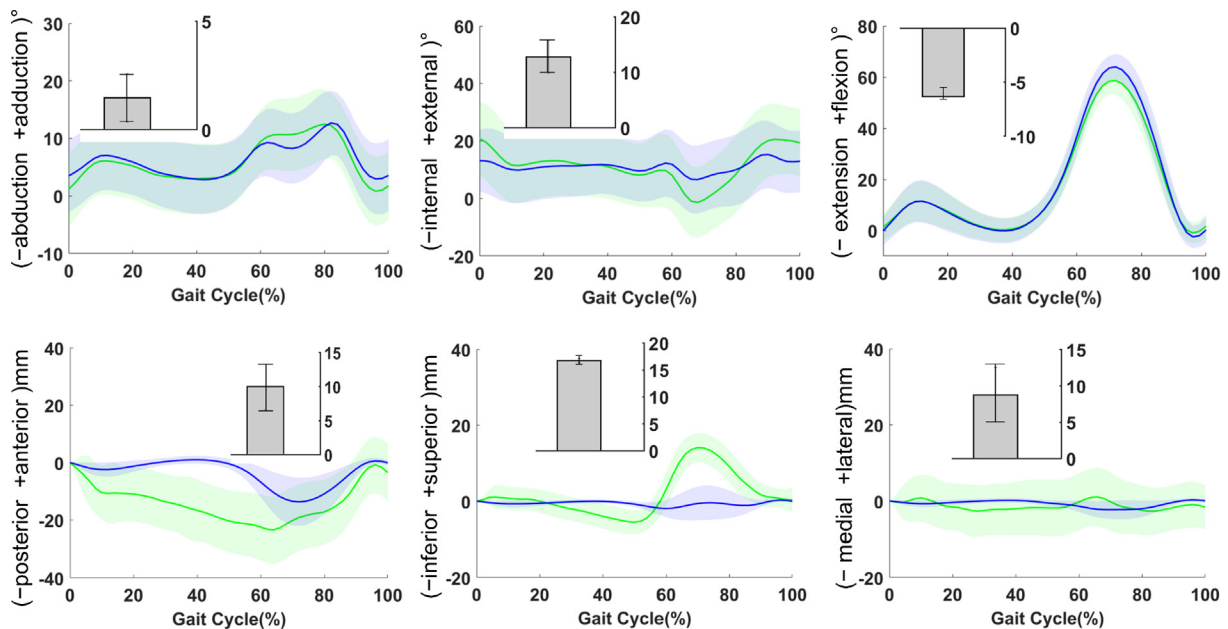 (−abduction +adduction)°
30
20
10
0
-10
5
0
0 20 40 60 80 100
Gait Cycle(%)
(−internal +external )°
60
40
20
0
-20
20
10
0
0 20 40 60 80 100
Gait Cycle(%)
(− extension +flexion)°
80
60
40
20
0
0
-5
-10
0 20 40 60 80 100
Gait Cycle(%)
(−posterior +anterior )mm
40
20
0
-20
-40
15
10
5
0
0 20 40 60 80 100
Gait Cycle(%)
(−inferior +superior )mm
40
20
0
-20
20
15
10
5
0
0 20 40 60 80 100
Gait Cycle(%)
(− medial +lateral)mm
40
20
0
-20
15
10
5
0
0 20 40 60 80 100
Gait Cycle(%)